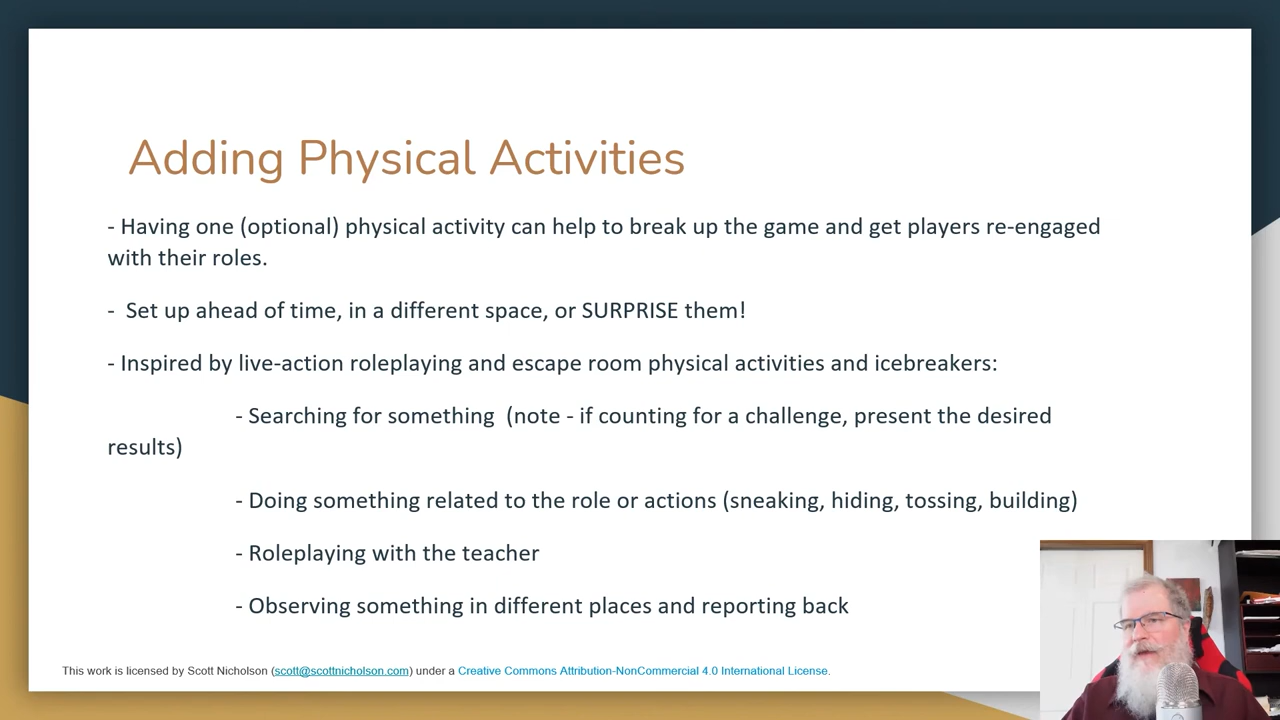 Adding Physical Activities
- Having one (optional) physical activity can help to break up the game and get players re-engaged
with their roles.
-  Set up ahead of time, in a different space, or SURPRISE them!
- Inspired by live-action roleplaying and escape room physical activities and icebreakers:
- Searching for something  (note - if counting for a challenge, present the desired
results)
- Doing something related to the role or actions (sneaking, hiding, tossing, building)
- Roleplaying with the teacher
- Observing something in different places and reporting back
This work is licensed by Scott Nicholson (scott@scottnicholson.com) under a Creative Commons Attribution-NonCommercial 4.0 International License.